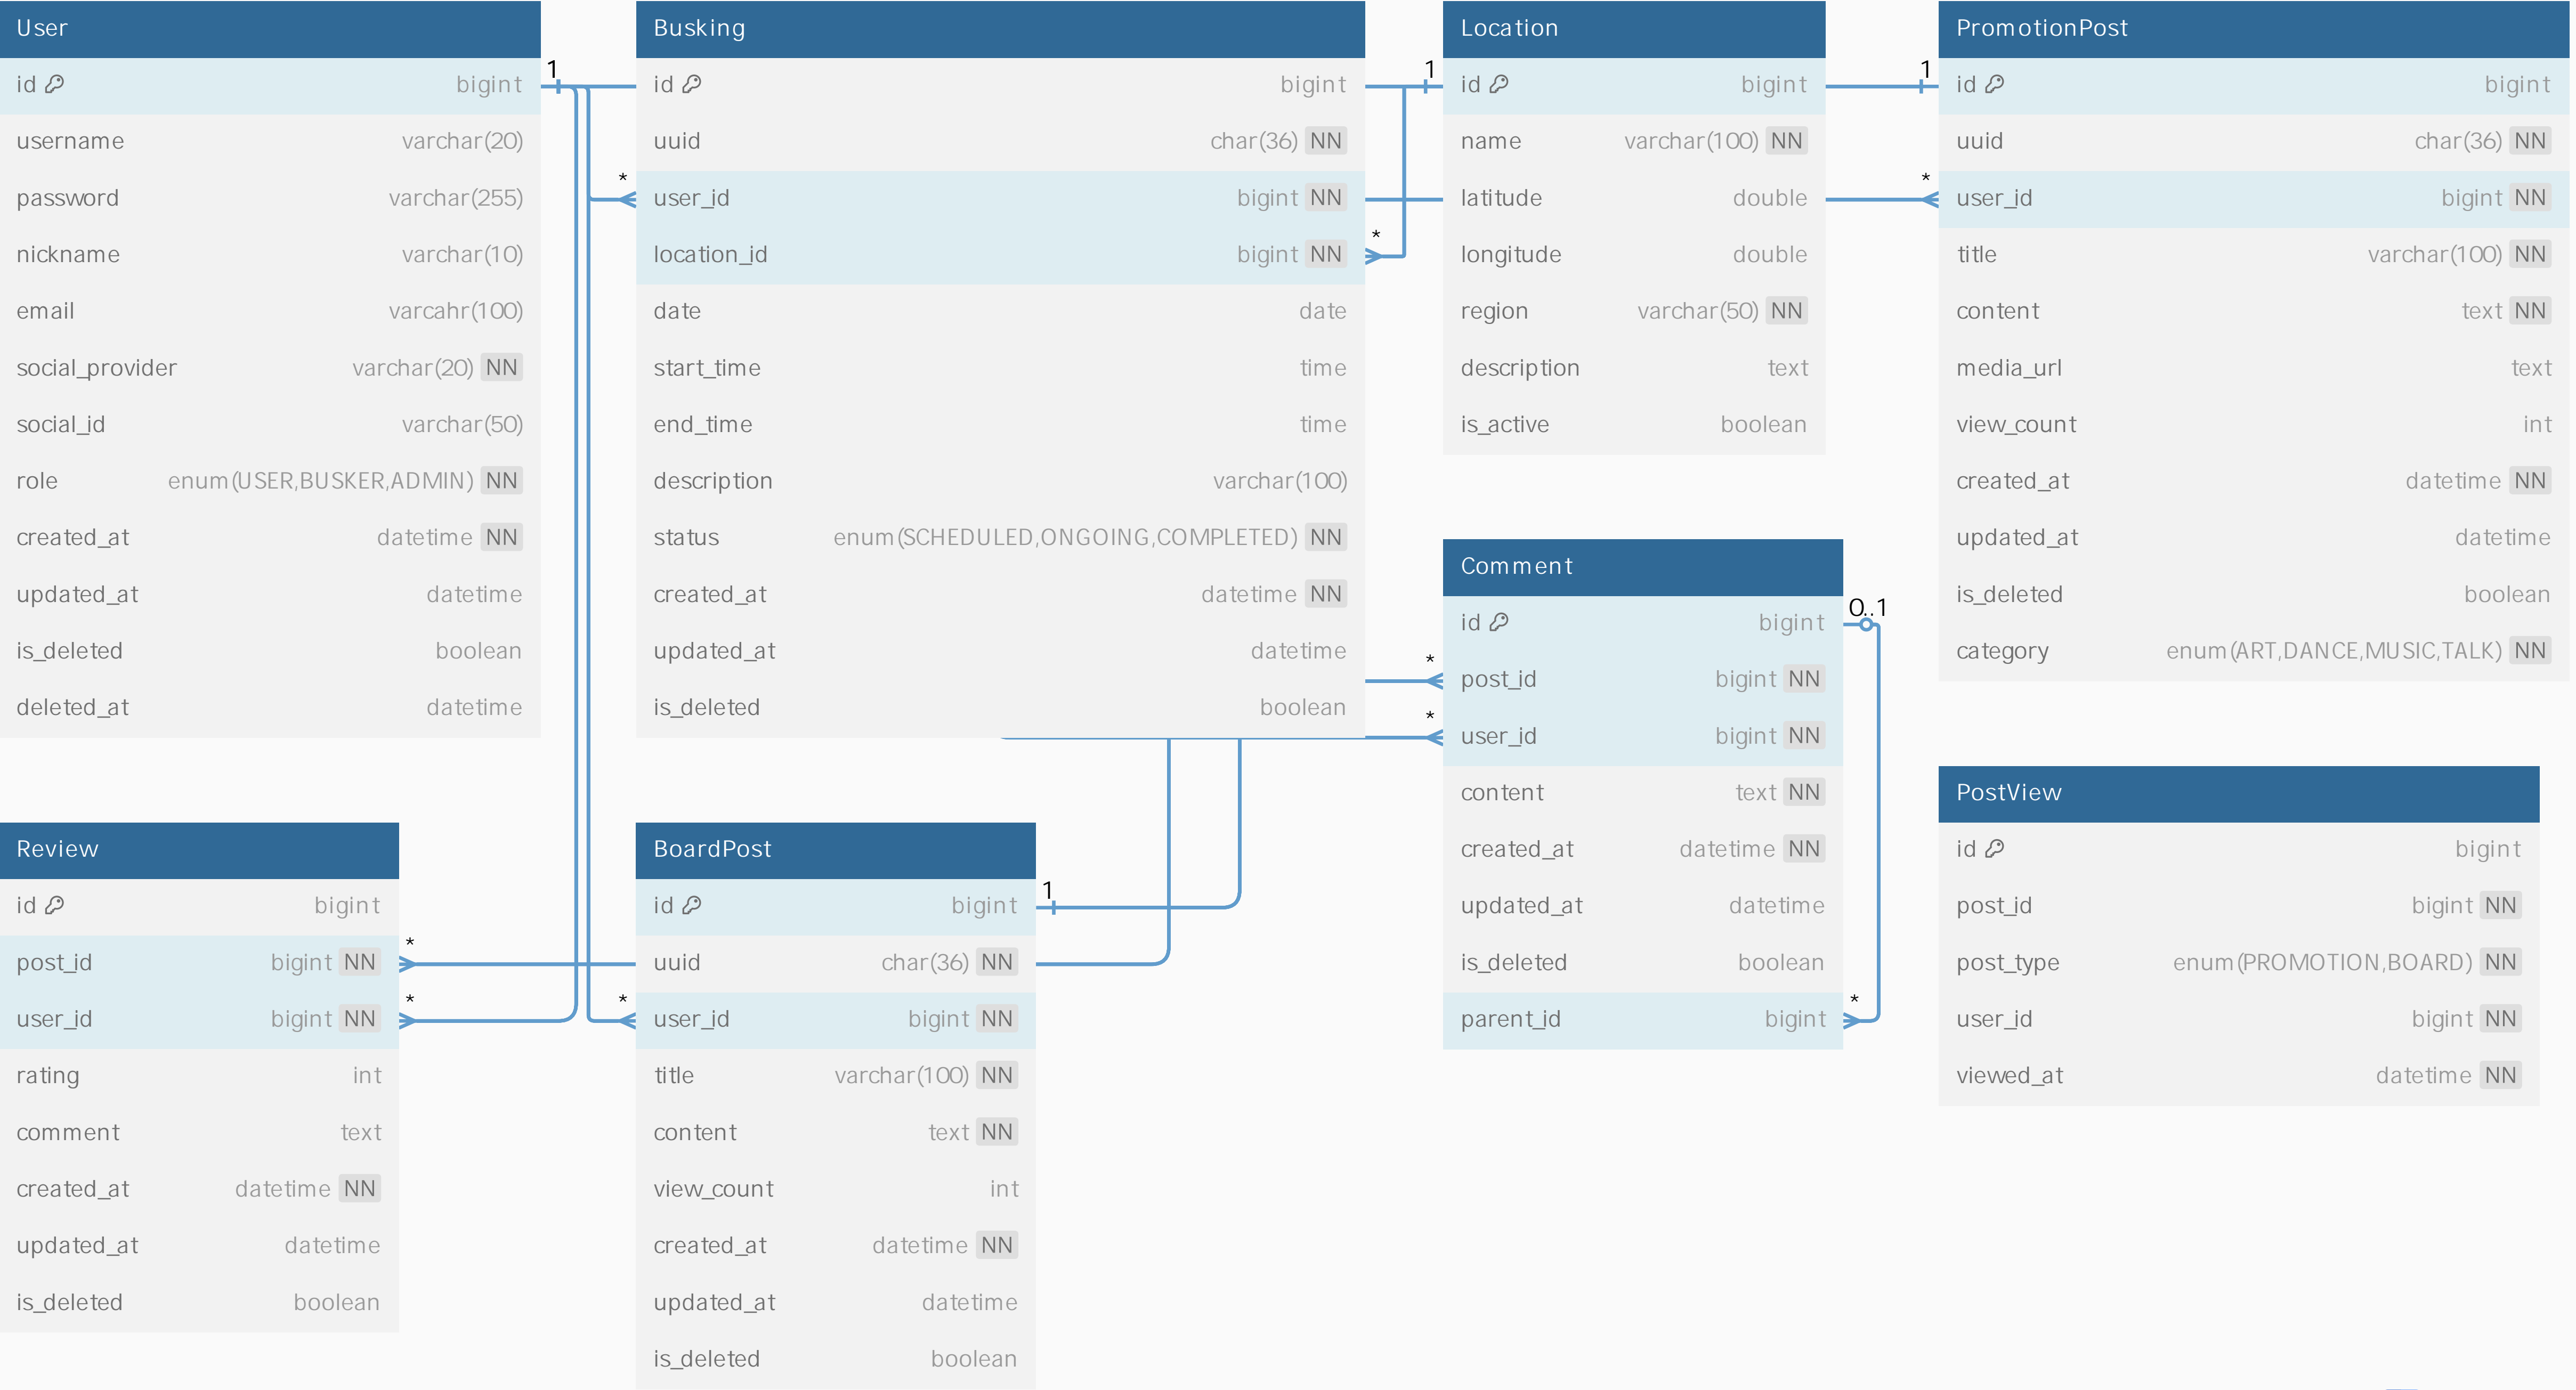 User
id bigint
username varchar(20)
password varchar(255)
nickname varchar(10)
email varcahr(100)
social_provider varchar(20) NN
social_id varchar(50)
role enum(USER,BUSKER,ADMIN) NN
created_at datetime NN
updated_at datetime
is_deleted boolean
deleted_at datetime
1
*
Busking
id bigint
uuid char(36) NN
user_id bigint NN
location_id bigint NN
date date
start_time time
end_time time
description varchar(100)
status enum(SCHEDULED,ONGOING,COMPLETED) NN
created_at datetime NN
updated_at datetime
is_deleted boolean
1
*
Location
id bigint
name varchar(100) NN
latitude double
longitude double
region varchar(50) NN
description text
is_active boolean
1
*
PromotionPost
id bigint
uuid char(36) NN
user_id bigint NN
title varchar(100) NN
content text NN
media_url text
view_count int
created_at datetime NN
updated_at datetime
is_deleted boolean
category enum(ART,DANCE,MUSIC,TALK) NN
Review
id bigint
post_id bigint NN
user_id bigint NN
rating int
comment text
created_at datetime NN
updated_at datetime
is_deleted boolean
*
*
*
BoardPost
id bigint
uuid char(36) NN
user_id bigint NN
title varchar(100) NN
content text NN
view_count int
created_at datetime NN
updated_at datetime
is_deleted boolean
1
*
*
Comment
id bigint
post_id bigint NN
user_id bigint NN
content text NN
created_at datetime NN
updated_at datetime
is_deleted boolean
parent_id bigint
0..1
*
PostView
id bigint
post_id bigint NN
post_type enum(PROMOTION,BOARD) NN
user_id bigint NN
viewed_at datetime NN